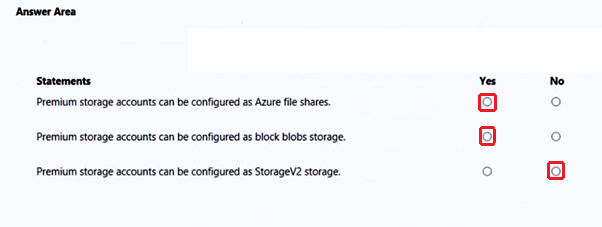 Answer Area
Statements Yes No
Premium storage accounts can be configured as Azure file shares.
Premium storage accounts can be configured as block blobs storage.
Premium storage accounts can be configured as StorageV2 storage.